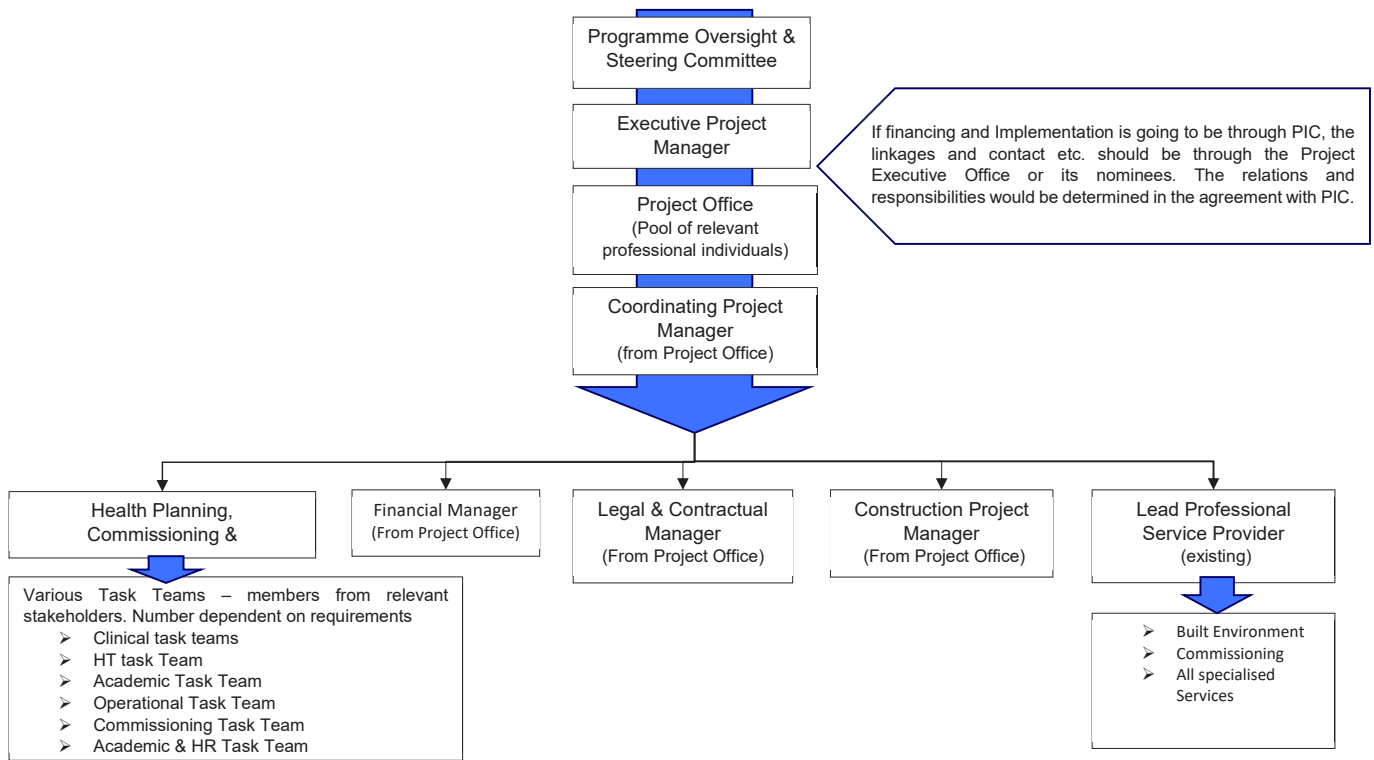 Programme Oversight &
Steering Committee
Executive Project
Manager
If financing and Implementation is going to be through PIC, the
linkages and contact etc. should be through the Project
Executive Office or its nominees. The relations and
responsibilities would be determined in the agreement with PIC.
Project Office
(Pool of relevant
professional individuals)
Coordinating Project
Manager
(from Project Office)
Health Planning,
Commissioning &
Financial Manager
(From Project Office)
Legal & Contractual
Manager
(From Project Office)
Construction Project
Manager
(From Project Office)
Lead Professional
Service Provider
(existing)
Various Task Teams – members from relevant
stakeholders. Number dependent on requirements
➢ Clinical task teams
➢ HT task Team
➢ Academic Task Team
➢ Operational Task Team
➢ Commissioning Task Team
➢ Academic & HR Task Team
➢ Built Environment
➢ Commissioning
➢ All specialised
Services